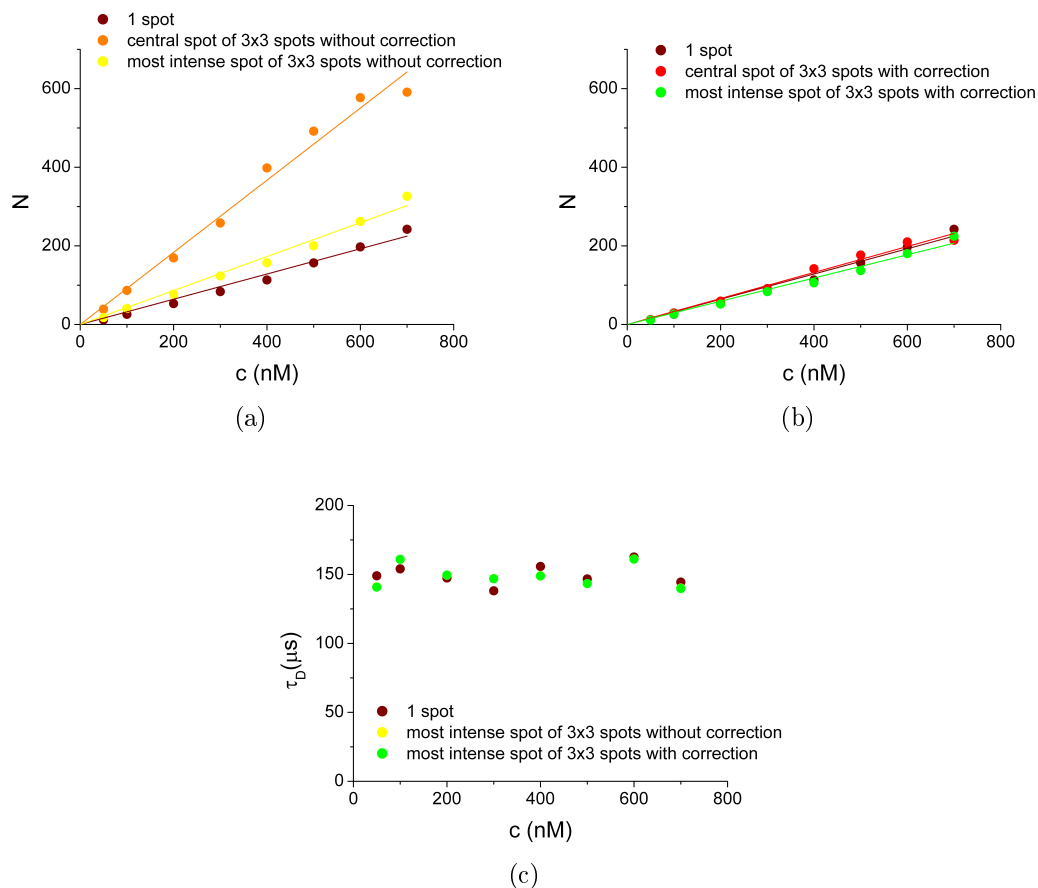 1 spot
central spot of 3x3 spots without correction
most intense spot of 3x3 spots without correction
600
400
200
0
N
0 200 400 600 800
c (nM)
(a)
1 spot
central spot of 3x3 spots with correction
most intense spot of 3x3 spots with correction
600
400
200
0
N
0 200 400 600 800
c (nM)
(b)
200
150
100
50
0
τD(μs)
1 spot
most intense spot of 3x3 spots without correction
most intense spot of 3x3 spots with correction
0 200 400 600 800
c (nM)
(c)